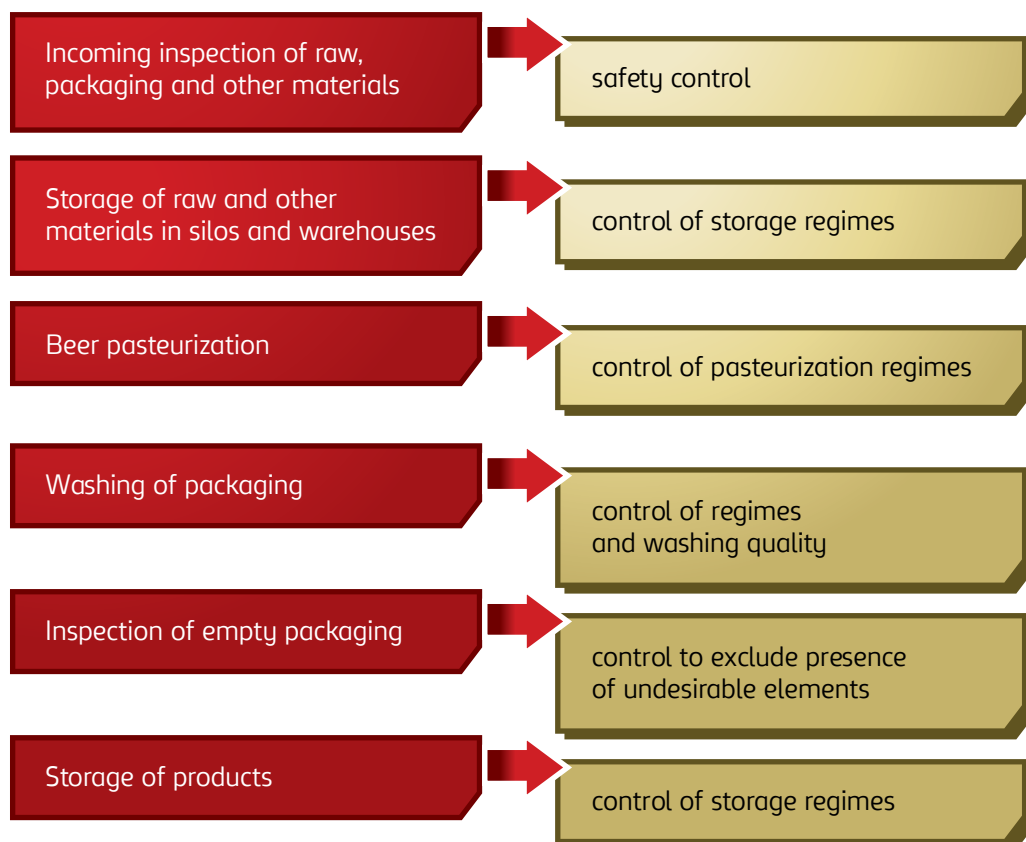 Incoming inspection of raw,
packaging and other materials
safety control
Storage of raw and other
materials in silos and warehouses
control of storage regimes
Beer pasteurization
control of pasteurization regimes
Washing of packaging
control of regimes
and washing quality
Inspection of empty packaging
control to exclude presence
of undesirable elements
Storage of products
control of storage regimes